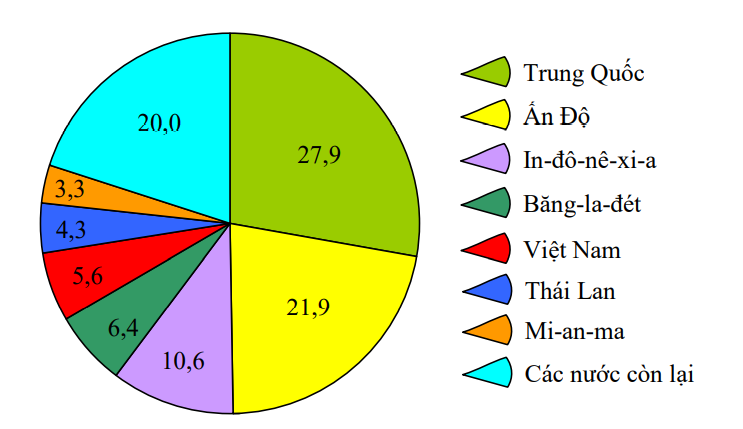 20,0
27,9
3,3
4,3
5,6
6,4
10,6
21,9
Trung Quốc
Ấn Độ
In-đô-nê-xi-a
Băng-la-đét
Việt Nam
Thái Lan
Mi-an-ma
Các nước còn lại